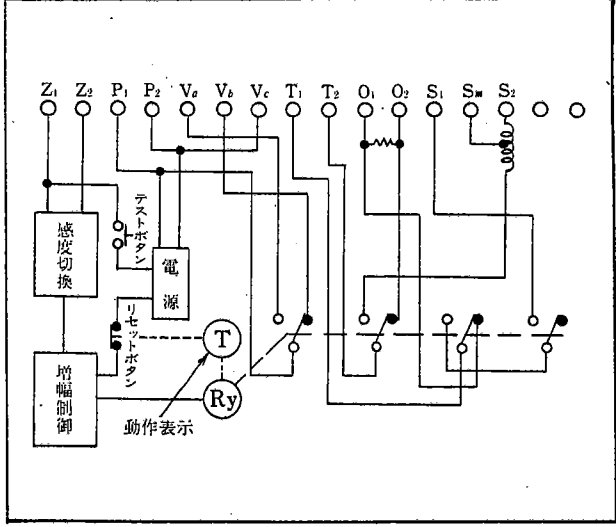 Z₁ Z₂ P₁ P₂ Va Vb Vc T₁ T₂ O₁ O₂ S₁ SM S₂
テストボタン
感度切換
電源
リセットボタン
T
増幅制御
Ry
動作表示